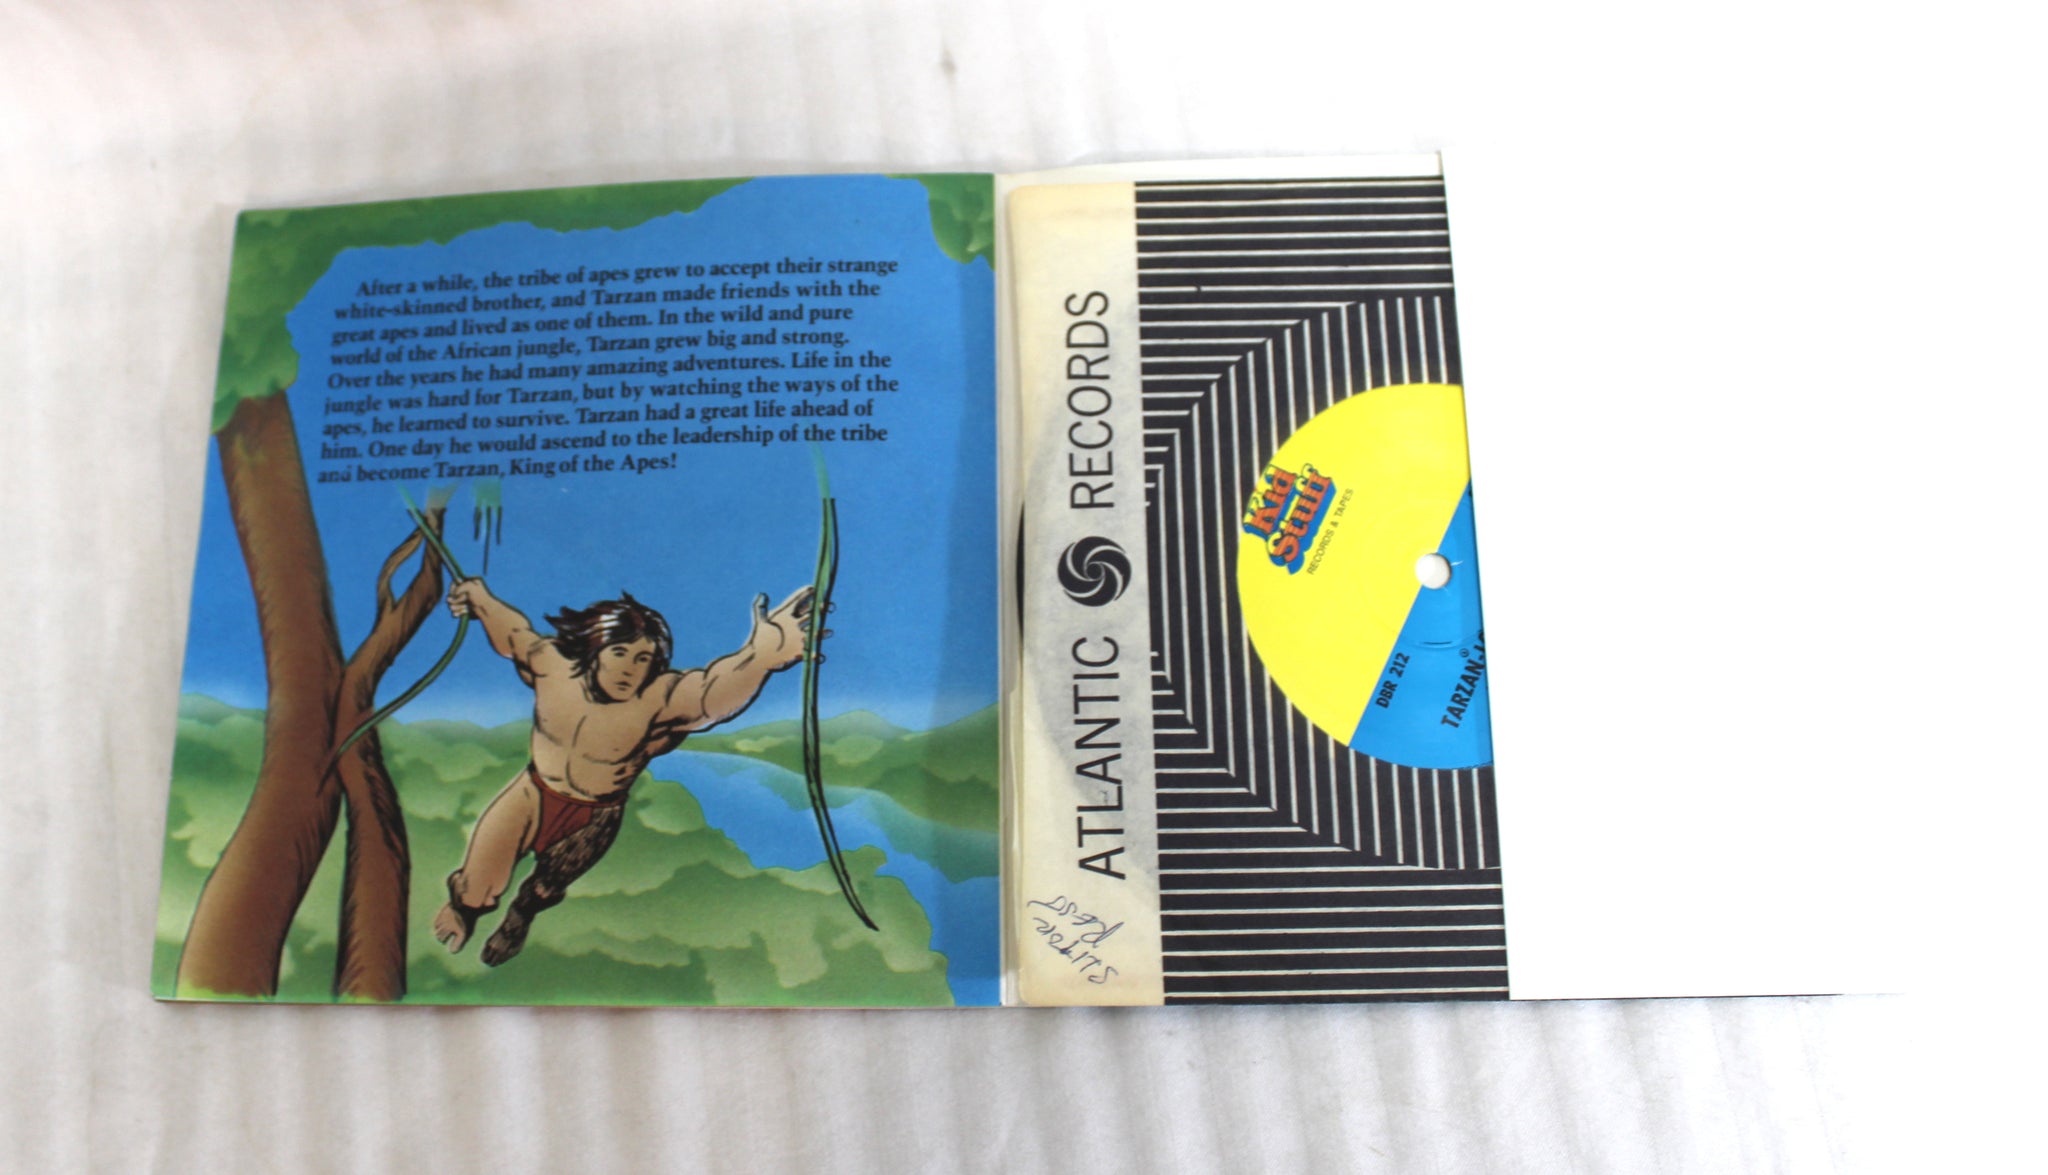 After a while, the tribe of apes grew to accept their strange
white-skinned brother, and Tarzan made friends with the
great apes and lived as one of them. In the wild and pure
world of the African jungle, Tarzan grew big and strong.
Over the years he had many amazing adventures. Life in the
jungle was hard for Tarzan, but by watching the ways of the
apes, he learned to survive. Tarzan had a great life ahead of
him. One day he would ascend to the leadership of the tribe
and become Tarzan, King of the Apes!
ATLANTIC RECORDS
Kid
Stuff
RECORDS & TAPES
DBR 212
TARZAN®